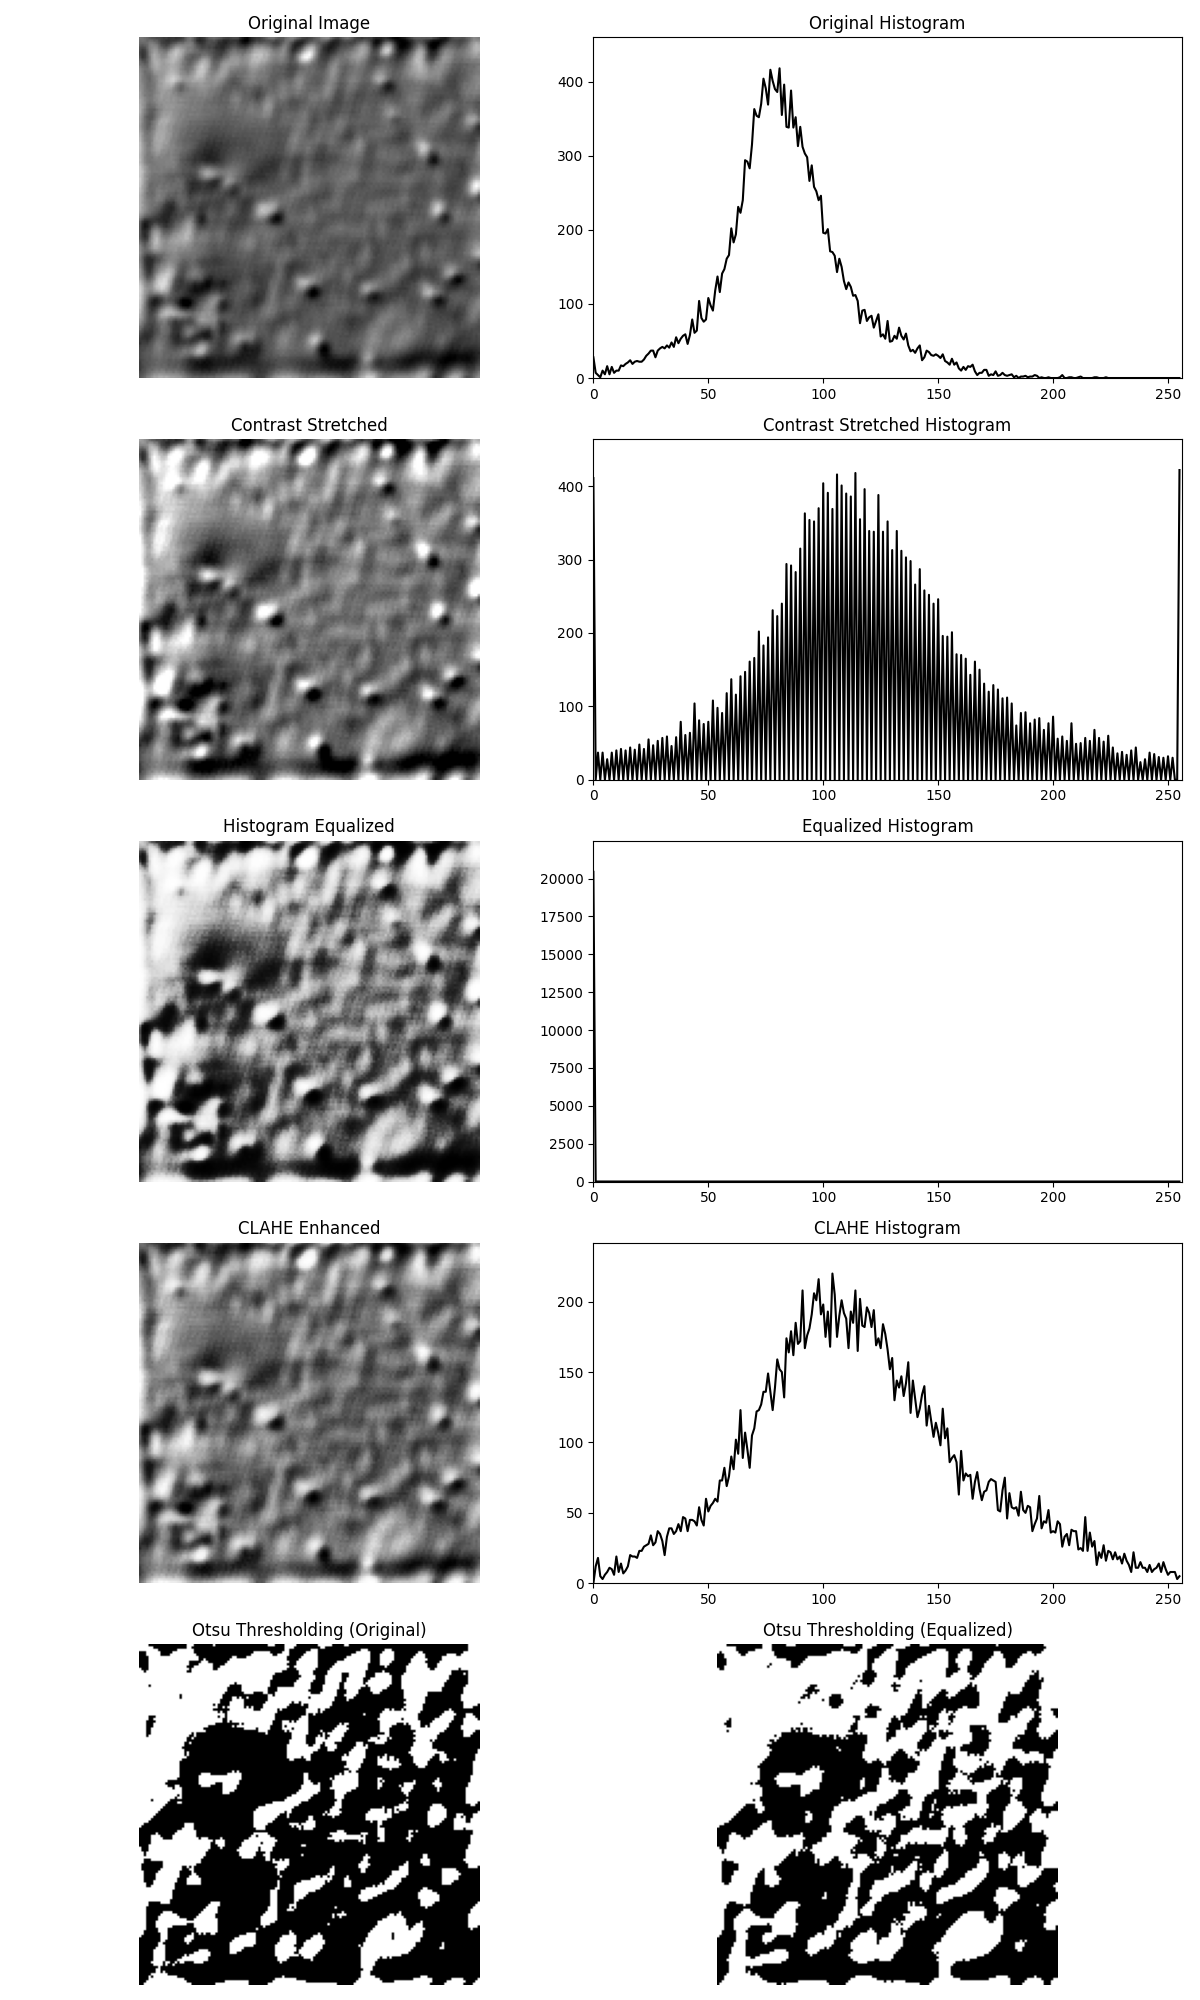 Original Image
Original Histogram
400
300
200
100
0
0 50 100 150 200 250
Contrast Stretched
Contrast Stretched Histogram
400
300
200
100
0
0 50 100 150 200 250
Histogram Equalized
Equalized Histogram
20000
17500
15000
12500
10000
7500
5000
2500
0
0 50 100 150 200 250
CLAHE Enhanced
CLAHE Histogram
200
150
100
50
0
0 50 100 150 200 250
Otsu Thresholding (Original)
Otsu Thresholding (Equalized)